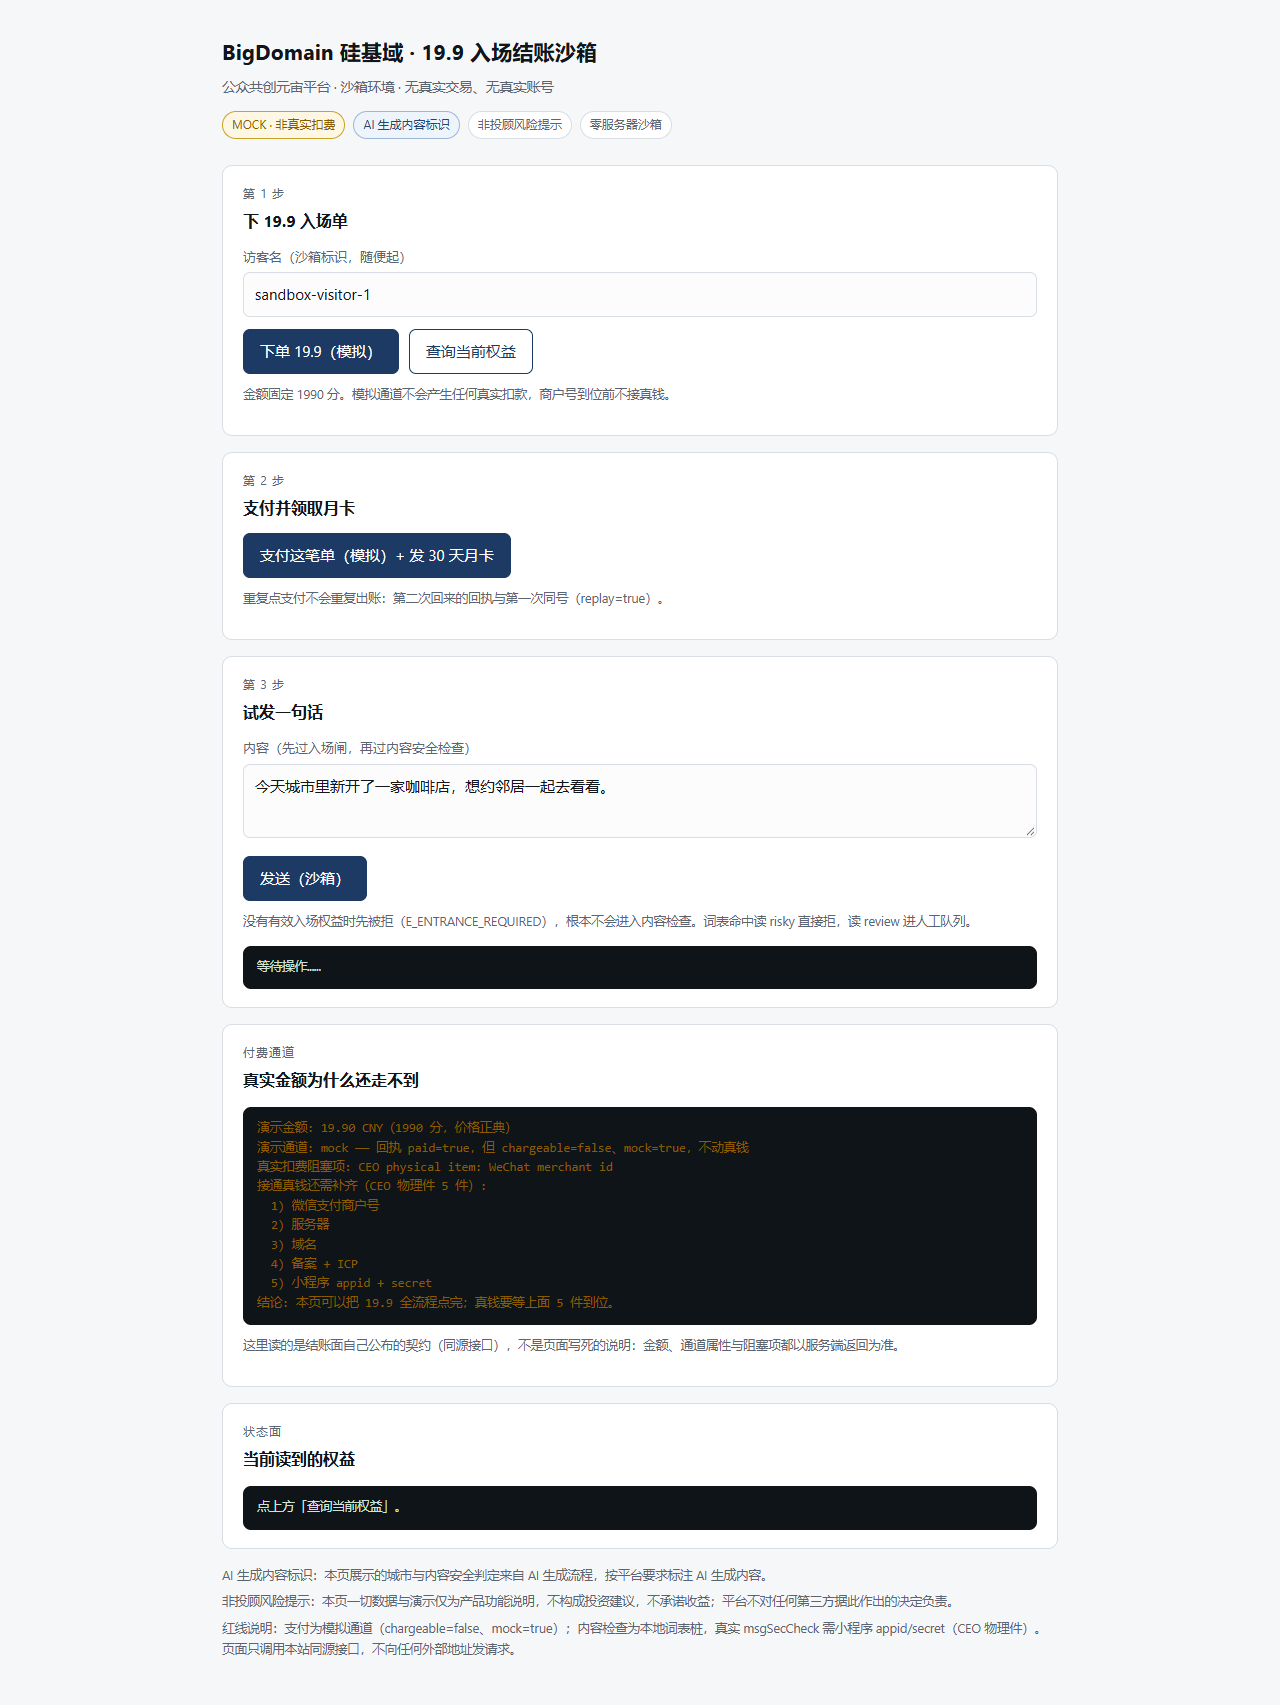 BigDomain 硅基域 · 19.9 入场结账沙箱
公众共创元宙平台 · 沙箱环境 · 无真实交易、无真实账号
MOCK · 非真实扣费
AI 生成内容标识
非投顾风险提示
零服务器沙箱
第 1 步
下 19.9 入场单
访客名（沙箱标识，随便起）
sandbox-visitor-1
下单 19.9（模拟）
查询当前权益
金额固定 1990 分。模拟通道不会产生任何真实扣款，商户号到位前不接真钱。
第 2 步
支付并领取月卡
支付这笔单（模拟）+ 发 30 天月卡
重复点支付不会重复出账：第二次回来的回执与第一次同号（replay=true）。
第 3 步
试发一句话
内容（先过入场闸，再过内容安全检查）
今天城市里新开了一家咖啡店，想约邻居一起去看看。
发送（沙箱）
没有有效入场权益时先被拒（E_ENTRANCE_REQUIRED），根本不会进入内容检查。词表命中读 risky 直接拒，读 review 进人工队列。
等待操作……
付费通道
真实金额为什么还走不到
演示金额: 19.90 CNY (1990 分，价格正典)
演示通道: mock —— 回执 paid=true，但 chargeable=false、mock=true，不动真钱
真实扣费阻塞项: CEO physical item: WeChat merchant id
接通真钱还需补齐（CEO 物理件 5 件）:
1) 微信支付商户号
2) 服务器
3) 域名
4) 备案 + ICP
5) 小程序 appid + secret
结论: 本页可以把 19.9 全流程点完；真钱要等上面 5 件到位。
这里读的是结账面自己公布的契约（同源接口），不是页面写死的说明：金额、通道属性与阻塞项都以服务端返回为准。
状态面
当前读到的权益
点上方「查询当前权益」。
AI 生成内容标识：本页展示的城市与内容安全判定来自 AI 生成流程，按平台要求标注 AI 生成内容。
非投顾风险提示：本页一切数据与演示仅为产品功能说明，不构成投资建议，不承诺收益；平台不对任何第三方据此作出的决定负责。
红线说明：支付为模拟通道（chargeable=false、mock=true）；内容检查为本地词表桩，真实 msgSecCheck 需小程序 appid/secret（CEO 物理件）。
页面只调用本站同源接口，不向任何外部地址发请求。